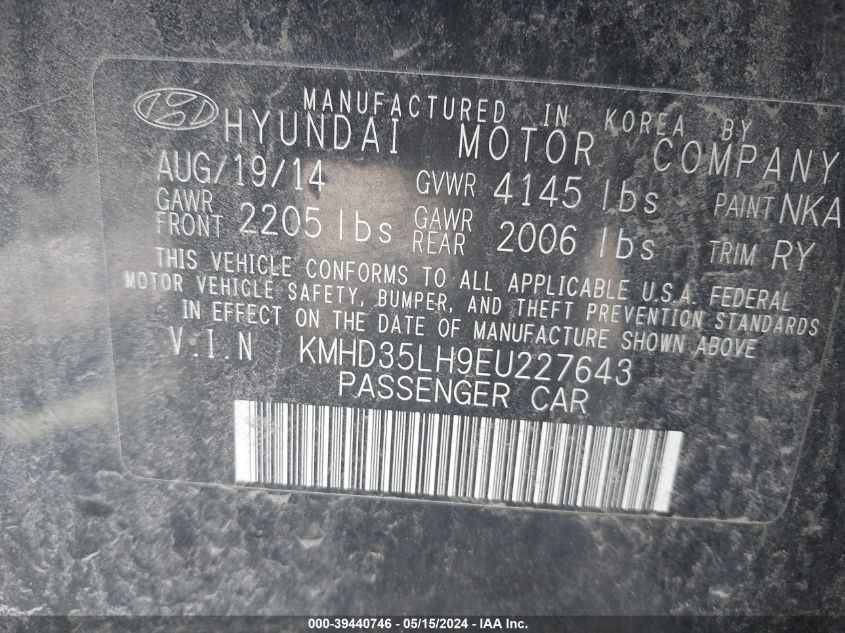 MANUFACTURED IN KOREA BY
HYUNDAI MOTOR COMPANY
AUG/19/14 GVWR 4145 lbs PAINT NKA
GAWR FRONT 2205 lbs GAWR REAR 2006 lbs TRIM RY
THIS VEHICLE CONFORMS TO ALL APPLICABLE U.S.A. FEDERAL
MOTOR VEHICLE SAFETY, BUMPER, AND THEFT PREVENTION STANDARDS
IN EFFECT ON THE DATE OF MANUFACTURE SHOWN ABOVE
V.I.N KMHD35LH9EU227643
PASSENGER CAR
000-39440746 - 05/15/2024 - IAA Inc.